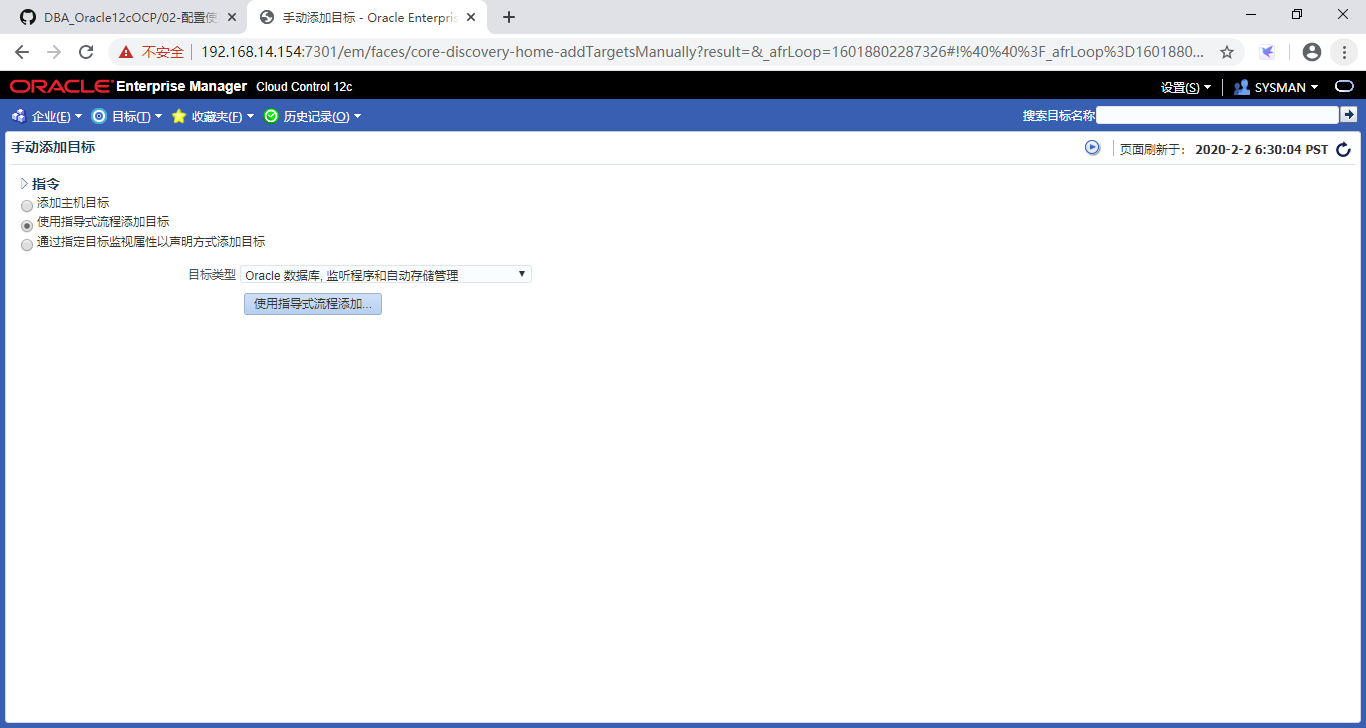 DBA_Oracle12cOCP/02-配置使
手动添加目标 - Oracle Enterpris
不安全
192.168.14.154:7301/em/faces/core-discovery-home-addTargetsManually?result=&_afrLoop=16018802287326#!%40%40%3F_afrLoop%3D1601880...
ORACLE Enterprise Manager Cloud Control 12c
设置(S)
SYSMAN
企业(E)
目标(T)
收藏夹(F)
历史记录(O)
搜索目标名称
手动添加目标
页面刷新于: 2020-2-2 6:30:04 PST
指令
添加主机目标
使用指导式流程添加目标
通过指定目标监视属性以声明方式添加目标
目标类型 Oracle 数据库, 监听程序和自动存储管理
使用指导式流程添加...